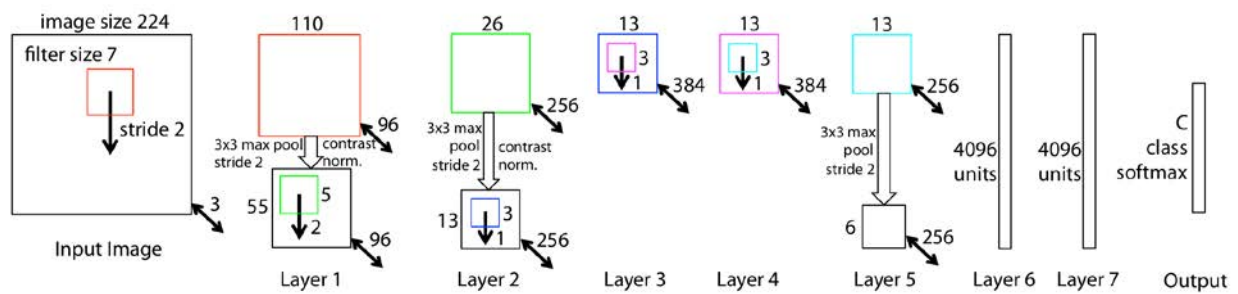 image size 224
filter size 7
stride 2
3
Input Image
110
96
3x3 max pool
stride 2
contrast
norm.
55
5
2
96
Layer 1
26
256
3x3 max
pool
stride 2
contrast
norm.
13
3
1
256
Layer 2
13
3
1
384
Layer 3
13
3
1
384
Layer 4
13
256
3x3 max
pool
stride 2
6
256
Layer 5
4096
units
Layer 6
4096
units
Layer 7
C
class
softmax
Output